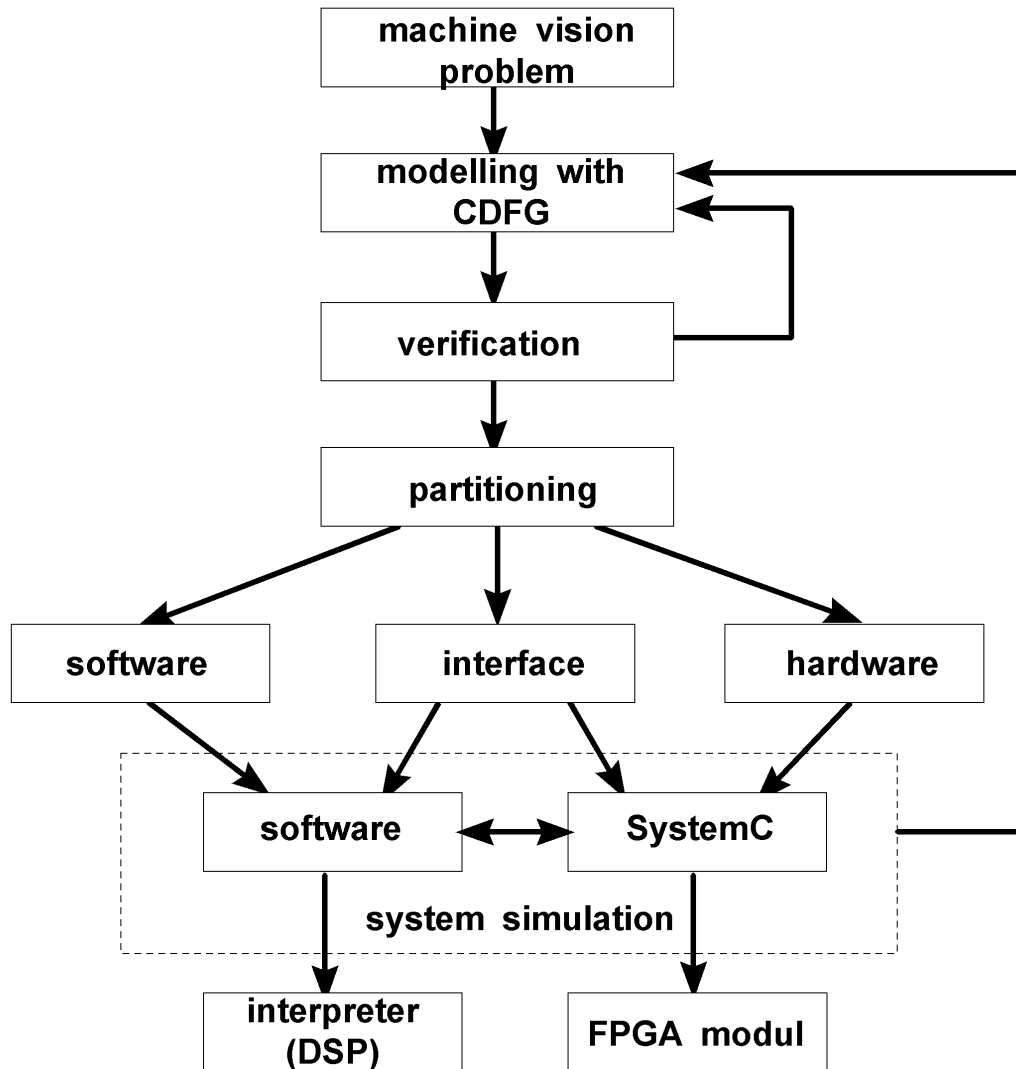 machine vision
problem
modelling with
CDFG
verification
partitioning
software
interface
hardware
software
SystemC
system simulation
interpreter
(DSP)
FPGA modul